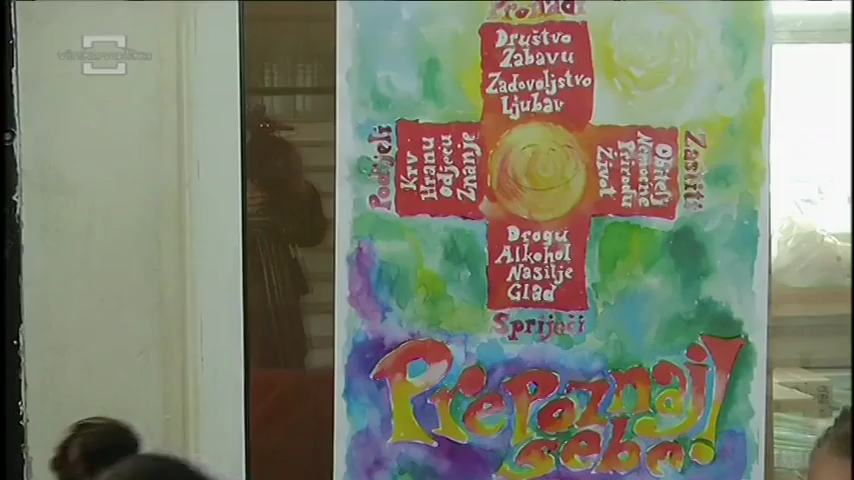 Pronađi
Društvo
Zabavu
Zadovoljstvo
Ljubav
Podijeli
Krv
Hranu
Odjeću
Znanje
Zaštiti
Obitelj
Nemoćne
Prirodu
Život
Drogu
Alkohol
Nasilje
Glad
Spriječi
Prepoznaj
sebe!